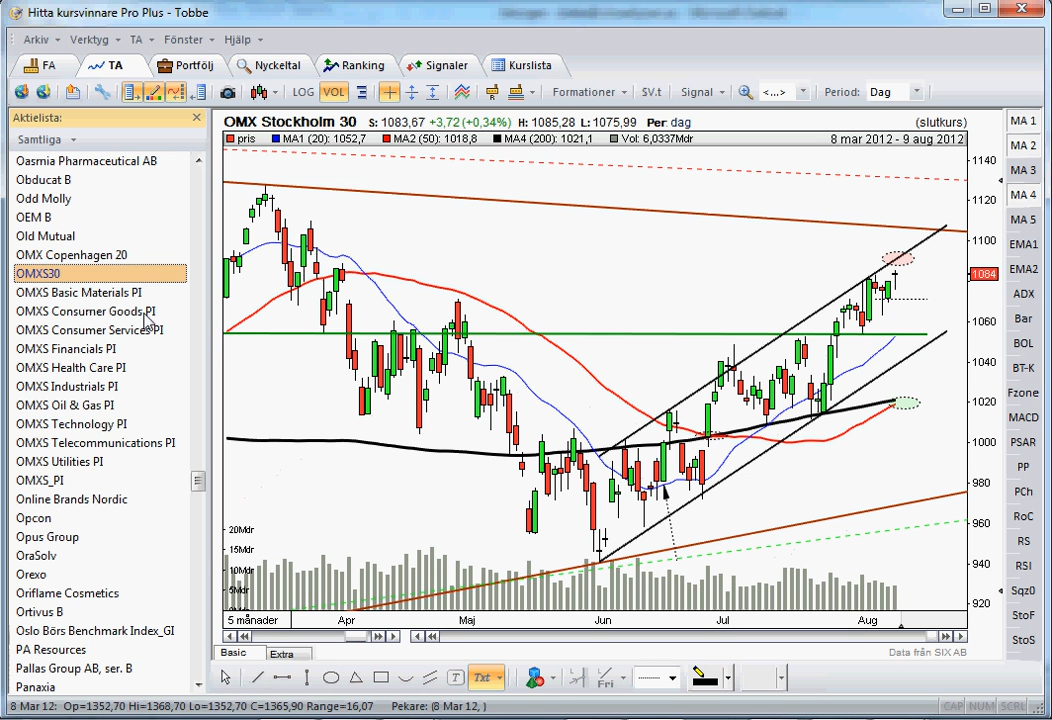 Hitta kursvinnare Pro Plus - Tobbe
Arkiv Verktyg TA Fönster Hjälp
FA TA Portfölj Nyckeltal Ranking Signaler Kurslista
LOG VOL Formationer SV.t Signal <...> Period: Dag
Aktielista:
Samtliga
Oasmia Pharmaceutical AB
Obducat B
Odd Molly
OEM B
Old Mutual
OMX Copenhagen 20
OMXS30
OMXS Basic Materials PI
OMXS Consumer Goods PI
OMXS Consumer Services PI
OMXS Financials PI
OMXS Health Care PI
OMXS Industrials PI
OMXS Oil & Gas PI
OMXS Technology PI
OMXS Telecommunications PI
OMXS Utilities PI
OMXS_PI
Online Brands Nordic
Opcon
Opus Group
OraSolv
Orexo
Oriflame Cosmetics
Ortivus B
Oslo Börs Benchmark Index_GI
PA Resources
Pallas Group AB, ser. B
Panaxia
OMX Stockholm 30 S: 1083,67 +3,72 (+0,34%) H: 1085,28 L: 1075,99 Per: dag (slutkurs)
pris MA1 (20): 1052,7 MA2 (50): 1018,8 MA4 (200): 1021,1 Vol: 6,0337Mdr 8 mar 2012 - 9 aug 2012
1140
1120
1100
1084
1060
1040
1020
1000
980
960
940
920
20Mdr
15Mdr
10Mdr
5Mdr
0Mdr
5 månader Apr Maj Jun Jul Aug
Basic Extra
Data från SIX AB
Txt Fri
MA 1
MA 2
MA 3
MA 4
MA 5
EMA1
EMA2
ADX
Bar
BOL
BT-K
Fzone
MACD
PSAR
PP
PCh
RoC
RS
RSI
Sqz0
StoF
StoS
8 Mar 12: Op=1352,70 Hi=1368,70 Lo=1352,70 C=1365,90 Range=16,07 Pekare: (8 Mar 12, )
CAP NUM SCRL